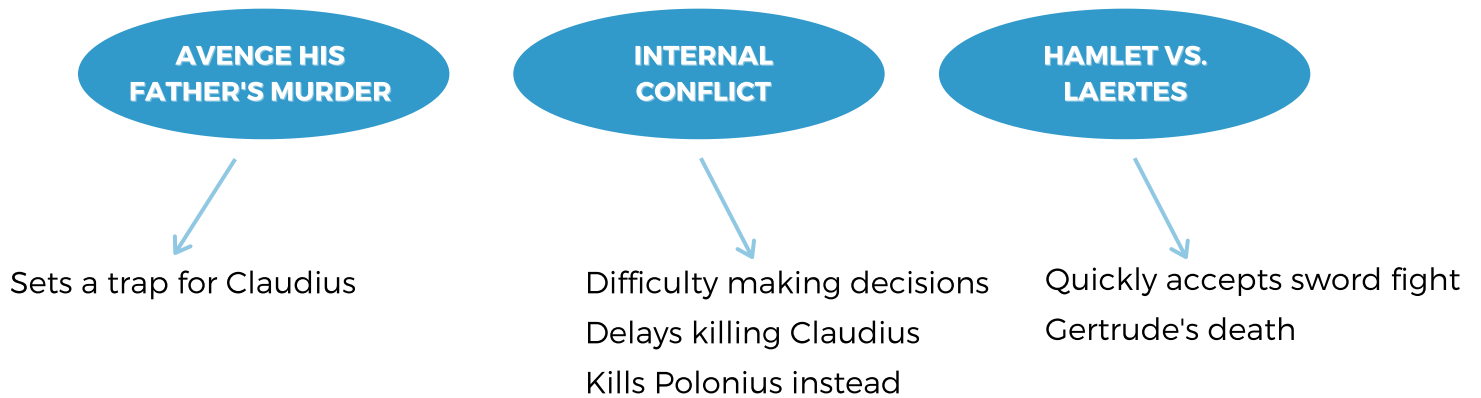 AVENGE HIS
FATHER'S MURDER
Sets a trap for Claudius
INTERNAL
CONFLICT
Difficulty making decisions
Delays killing Claudius
Kills Polonius instead
HAMLET VS.
LAERTES
Quickly accepts sword fight
Gertrude's death